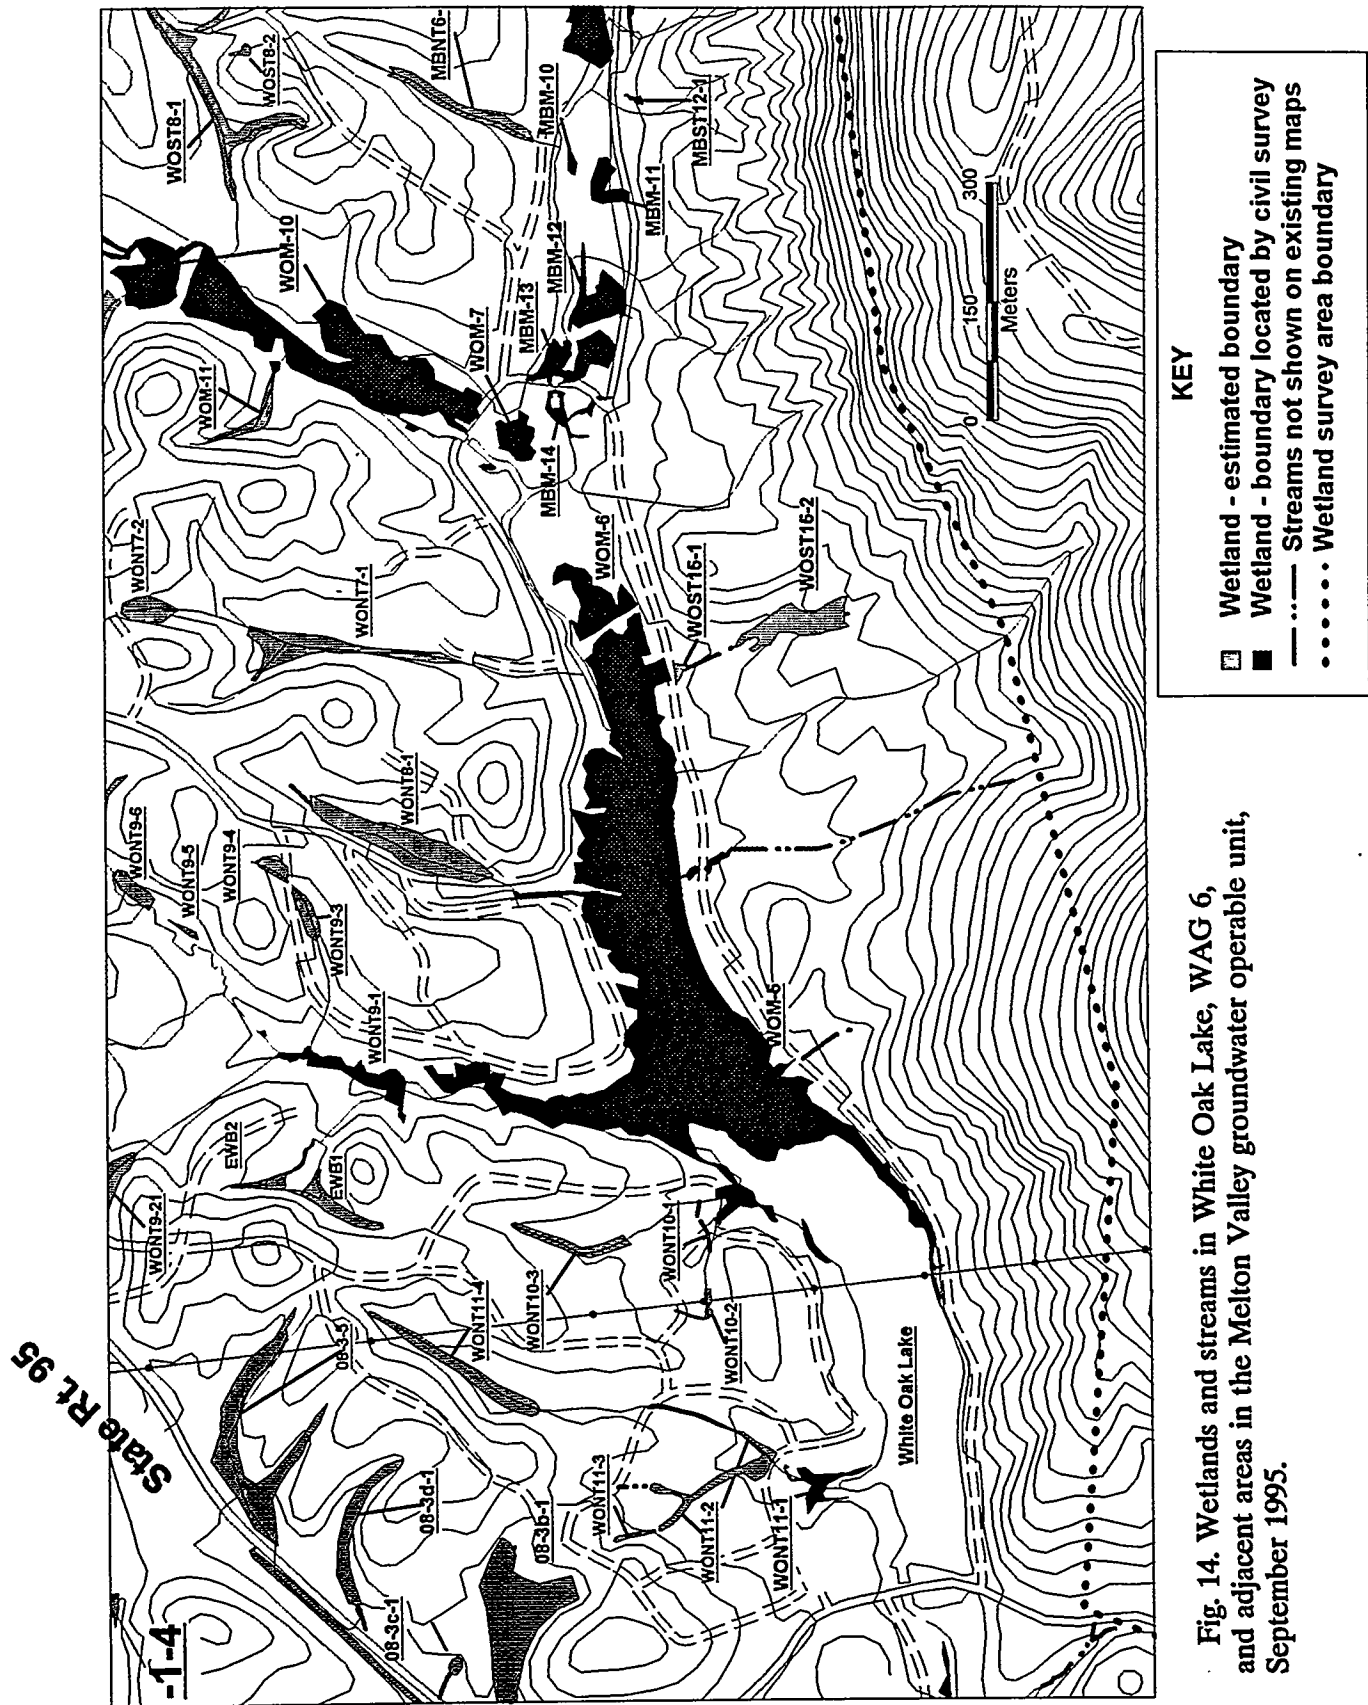 State Rt. 95
-1-4
08-3c-1
08-3d-1
08-3-5
08-3b-1
WONT9-2
EWB2
EWB1
WONT11-4
WONT10-3
WONT11-3
WONT11-2
WONT11-1
WONT10-2
WONT10-1
White Oak Lake
WONT9-6
WONT9-5
WONT9-4
WONT9-3
WONT9-1
WONT8-1
WONT7-2
WONT7-1
WOM-6
WOM-6
WOST15-2
WOM-11
WOM-10
WOM-7
WOST8-1
WOST8-2
MBNT6-
MBM-10
MBM-11
MBM-12
MBM-13
MBM-14
MBST12-1
0 150 300
Meters
KEY
Wetland - estimated boundary
Wetland - boundary located by civil survey
Streams not shown on existing maps
Wetland survey area boundary
Fig. 14. Wetlands and streams in White Oak Lake, WAG 6,
and adjacent areas in the Melton Valley groundwater operable unit,
September 1995.